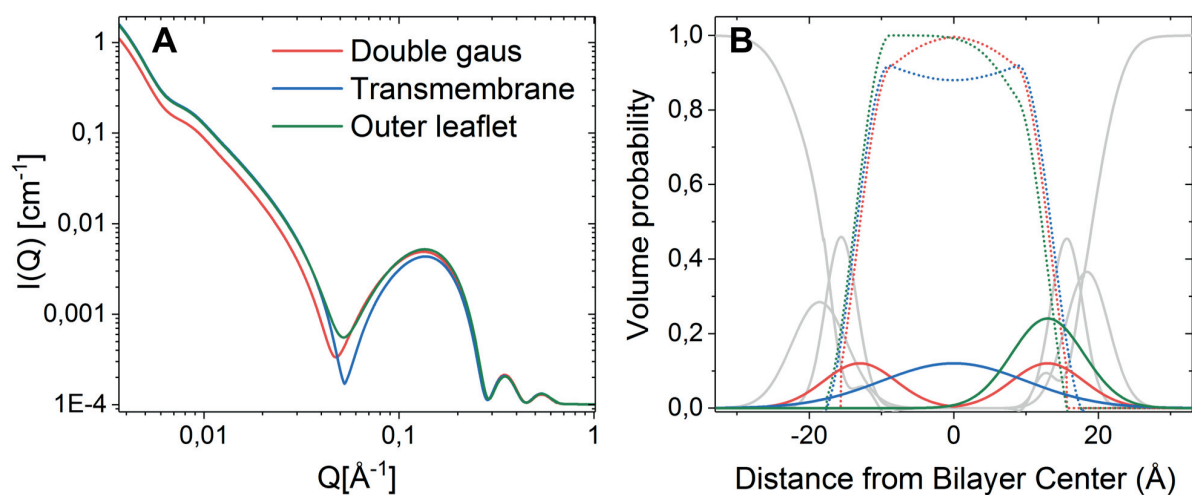 A
Double gaus
Transmembrane
Outer leaflet
1
0,1
0,01
0,001
1E-4
I(Q) [cm⁻¹]
0,01
0,1
1
Q[Å⁻¹]
B
1,0
0,8
0,6
0,4
0,2
0,0
Volume probability
-20
0
20
Distance from Bilayer Center (Å)